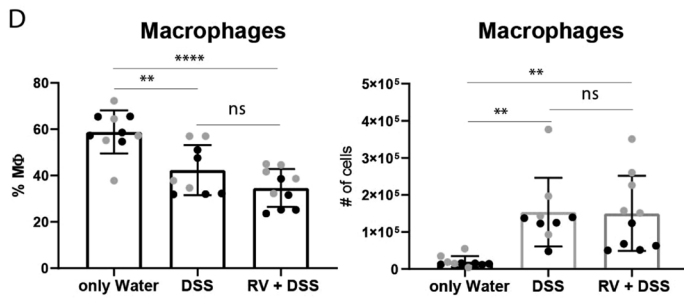 D
Macrophages
****
**
ns
80
60
40
20
0
% MΦ
only Water
DSS
RV + DSS
Macrophages
**
**
ns
5×10⁵
4×10⁵
3×10⁵
2×10⁵
1×10⁵
0
# of cells
only Water
DSS
RV + DSS